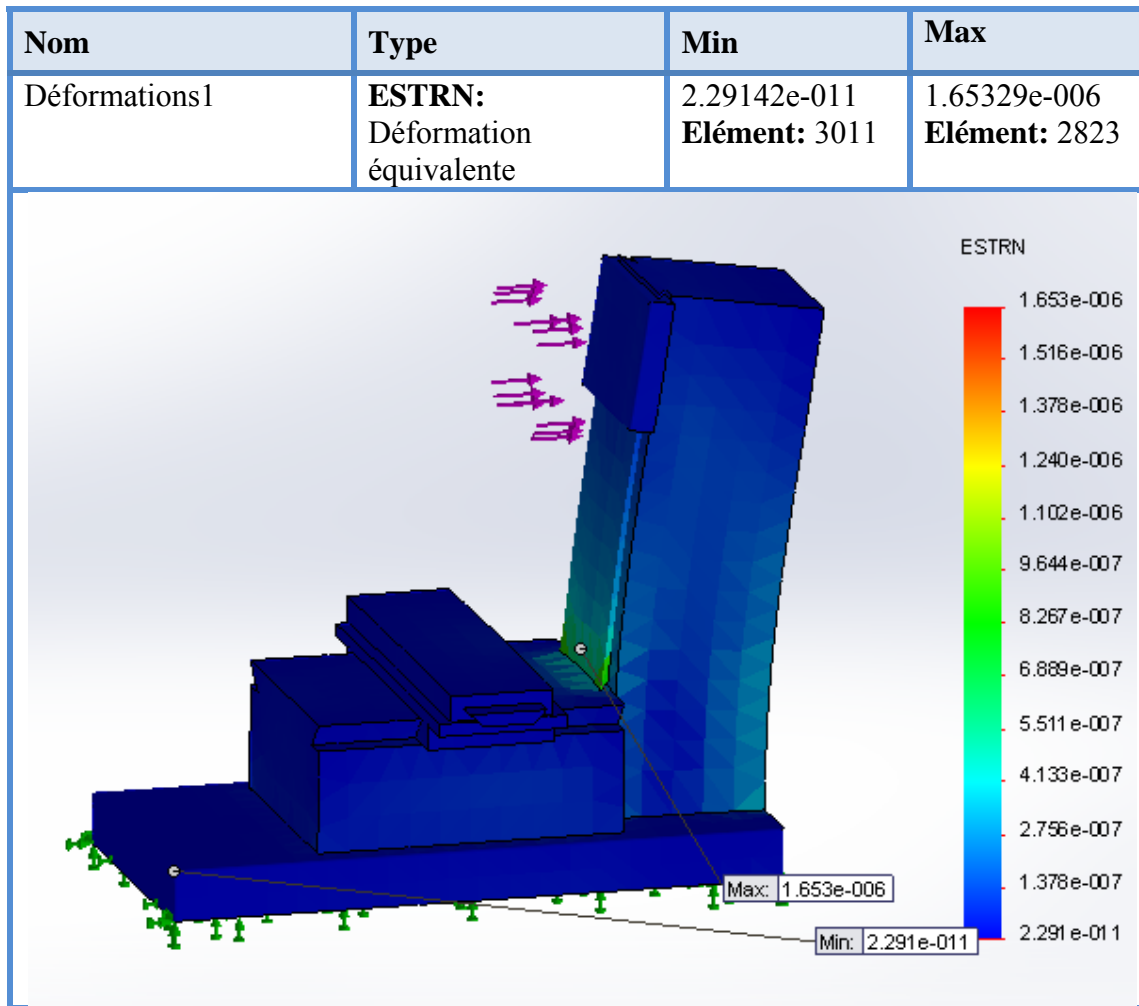 Nom Type Min Max
Déformations1 ESTRN: 2.29142e-011 1.65329e-006
Déformation Elément: 3011 Elément: 2823
équivalente
ESTRN
1.653e-006
1.516e-006
1.378e-006
1.240e-006
1.102e-006
9.644e-007
8.267e-007
6.889e-007
5.511e-007
4.133e-007
2.756e-007
1.378e-007
2.291e-011
Max: 1.653e-006
Min: 2.291e-011